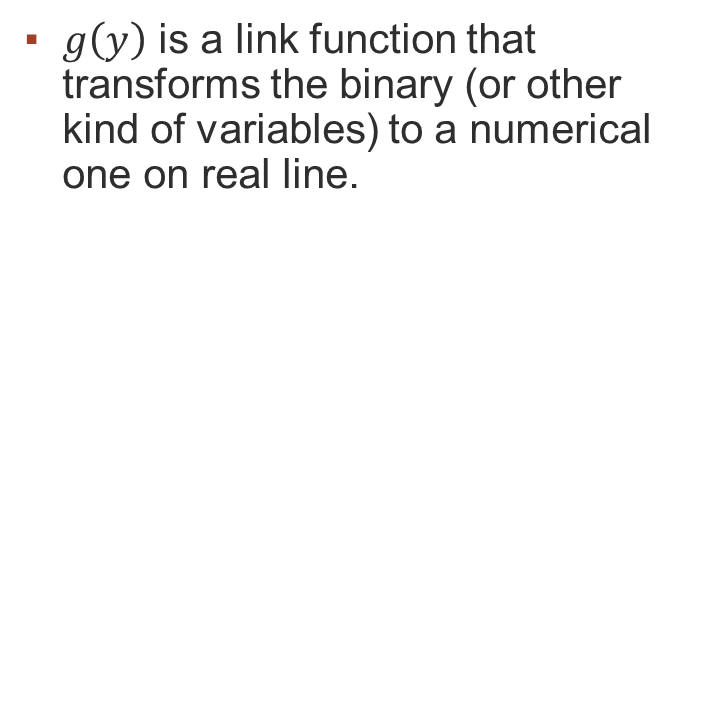 ▪ g(y) is a link function that
transforms the binary (or other
kind of variables) to a numerical
one on real line.